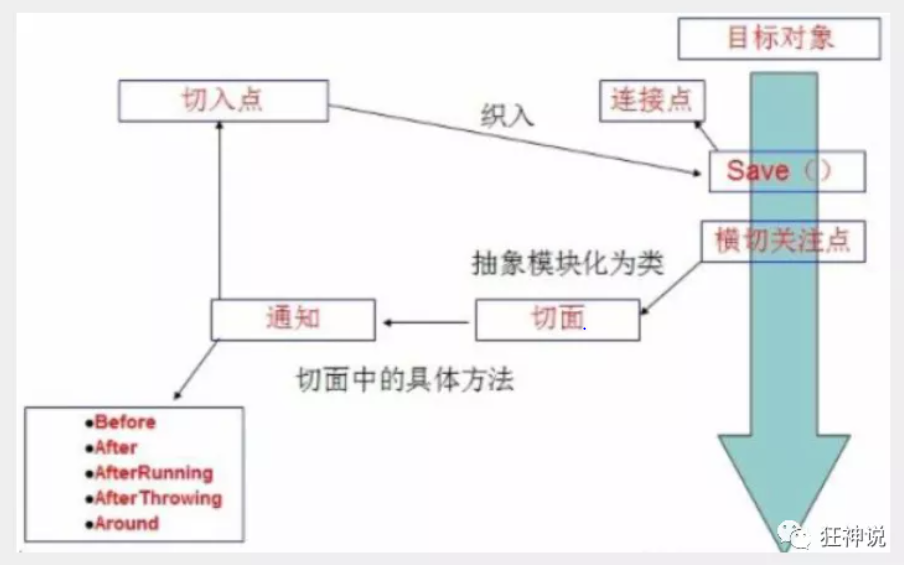 目标对象
切入点
连接点
织入
Save（）
横切关注点
抽象模块化为类
通知
切面
切面中的具体方法
●Before
●After
●AfterRunning
●AfterThrowing
●Around
狂神说